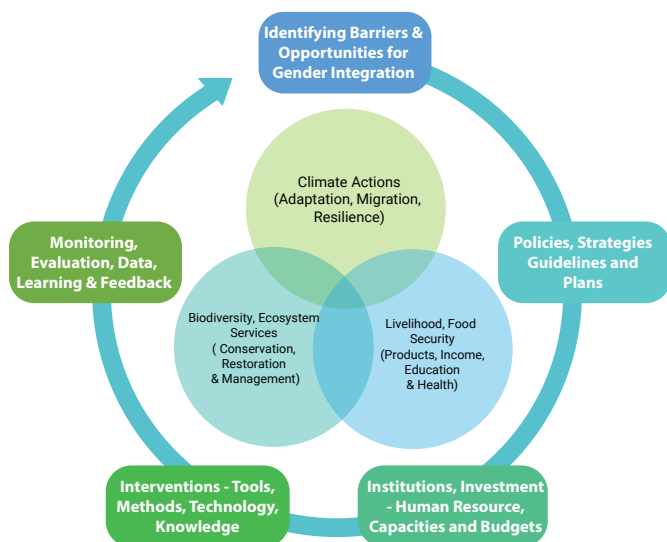 Identifying Barriers &
Opportunities for
Gender Integration
Climate Actions
(Adaptation, Migration,
Resilience)
Monitoring,
Evaluation, Data,
Learning & Feedback
Policies, Strategies
Guidelines and
Plans
Biodiversity, Ecosystem
Services
( Conservation,
Restoration
& Management)
Livelihood, Food
Security
(Products, Income,
Education
& Health)
Interventions - Tools,
Methods, Technology,
Knowledge
Institutions, Investment
- Human Resource,
Capacities and Budgets